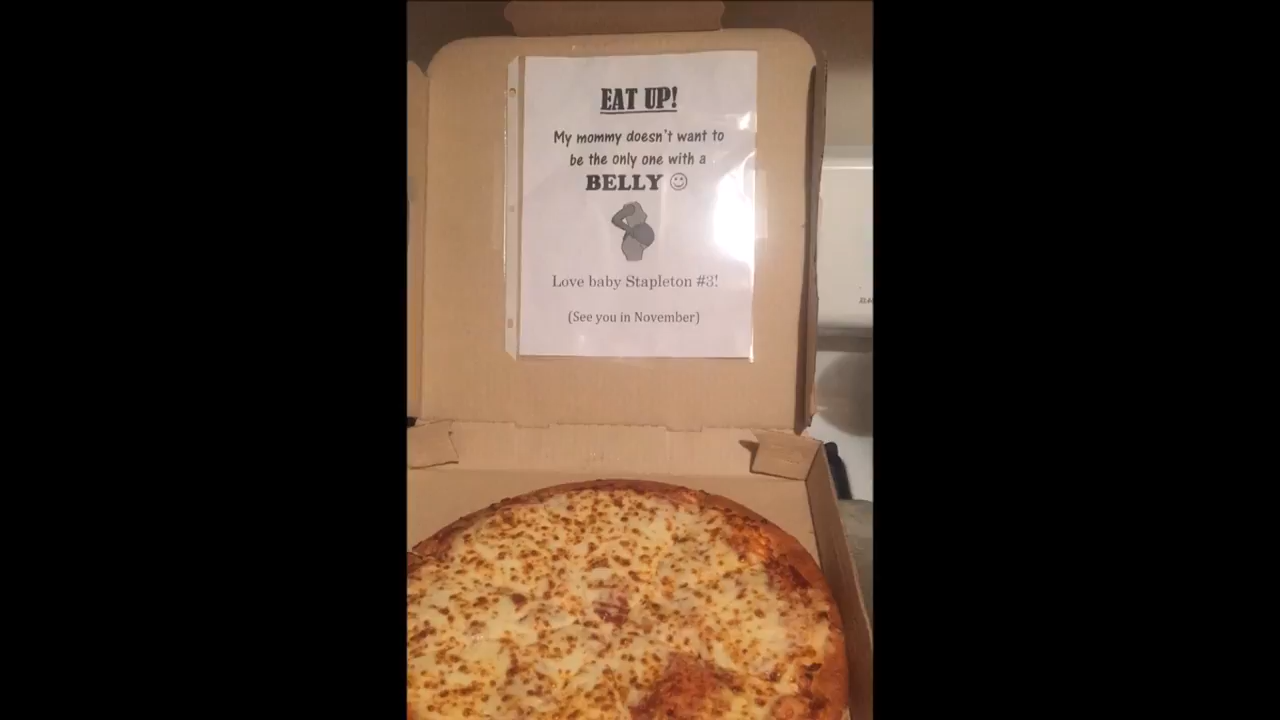 EAT UP!
My mommy doesn't want to
be the only one with a
BELLY ☺
Love baby Stapleton #3!
(See you in November)